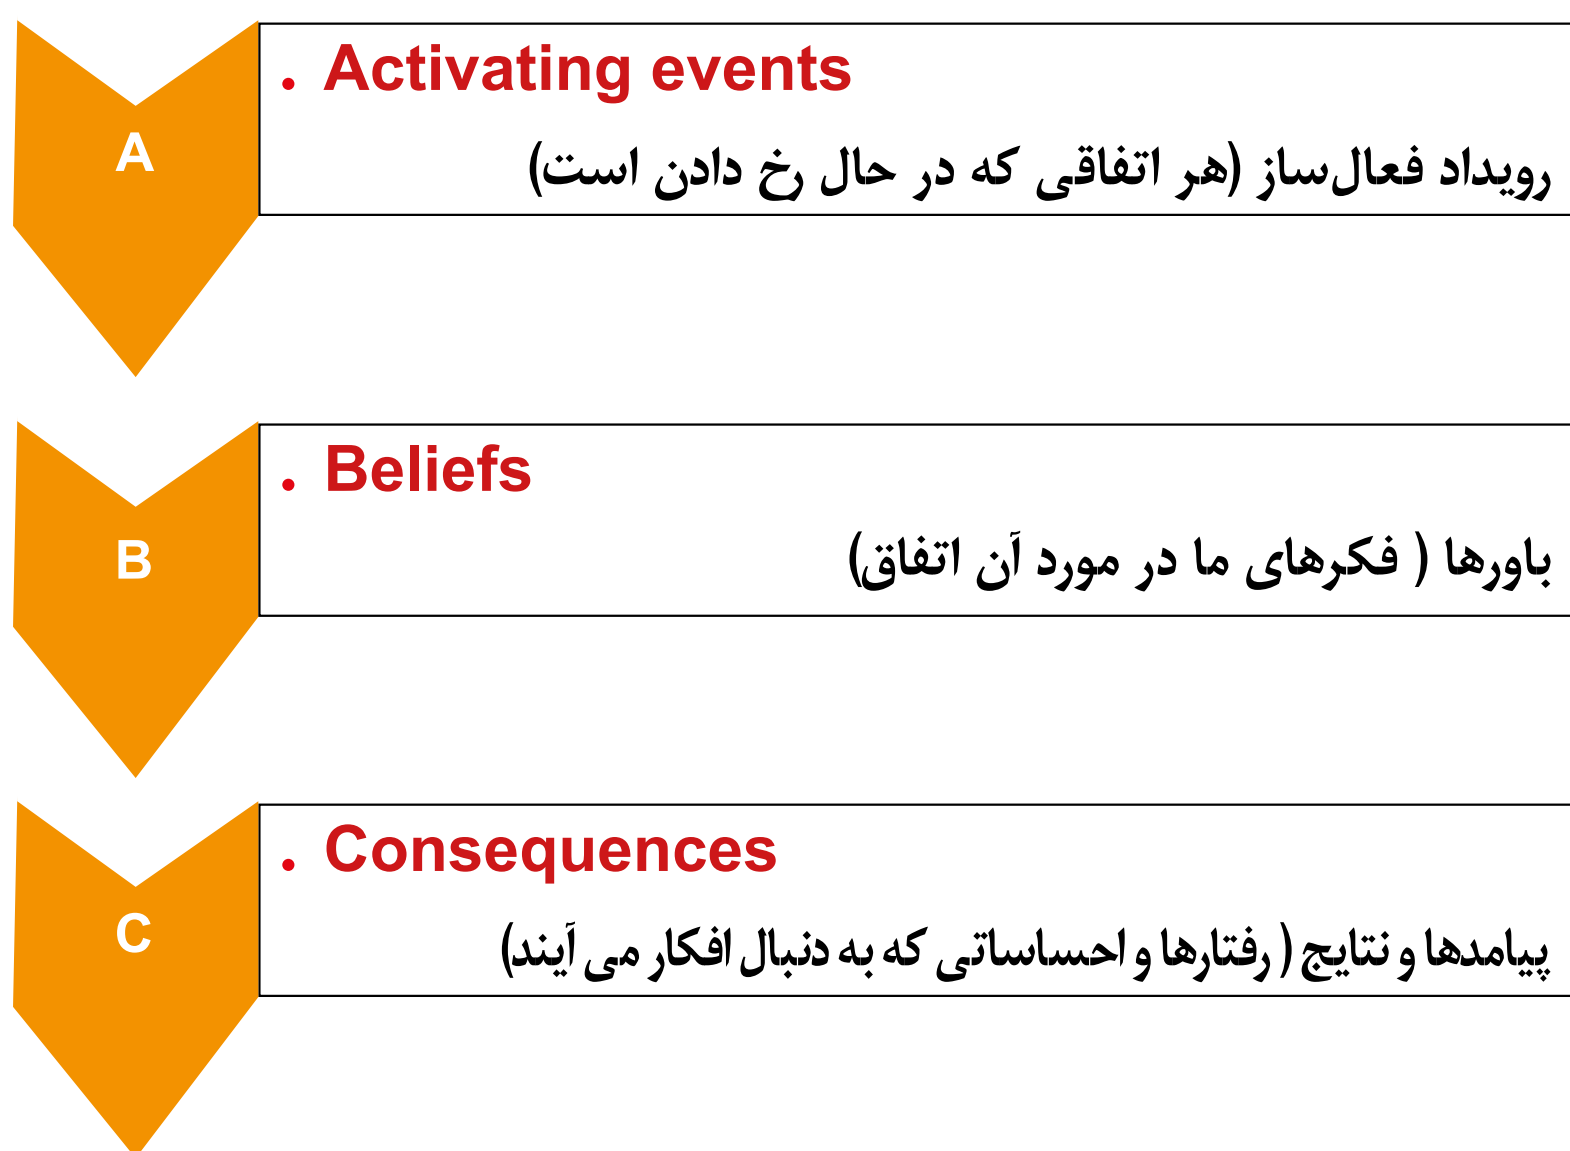 A
. Activating events
رویداد فعال‌ساز (هر اتفاقی که در حال رخ دادن است)
B
. Beliefs
باورها ( فکرهای ما در مورد آن اتفاق)
C
. Consequences
پیامدها و نتایج ( رفتارها و احساساتی که به دنبال افکار می آیند)